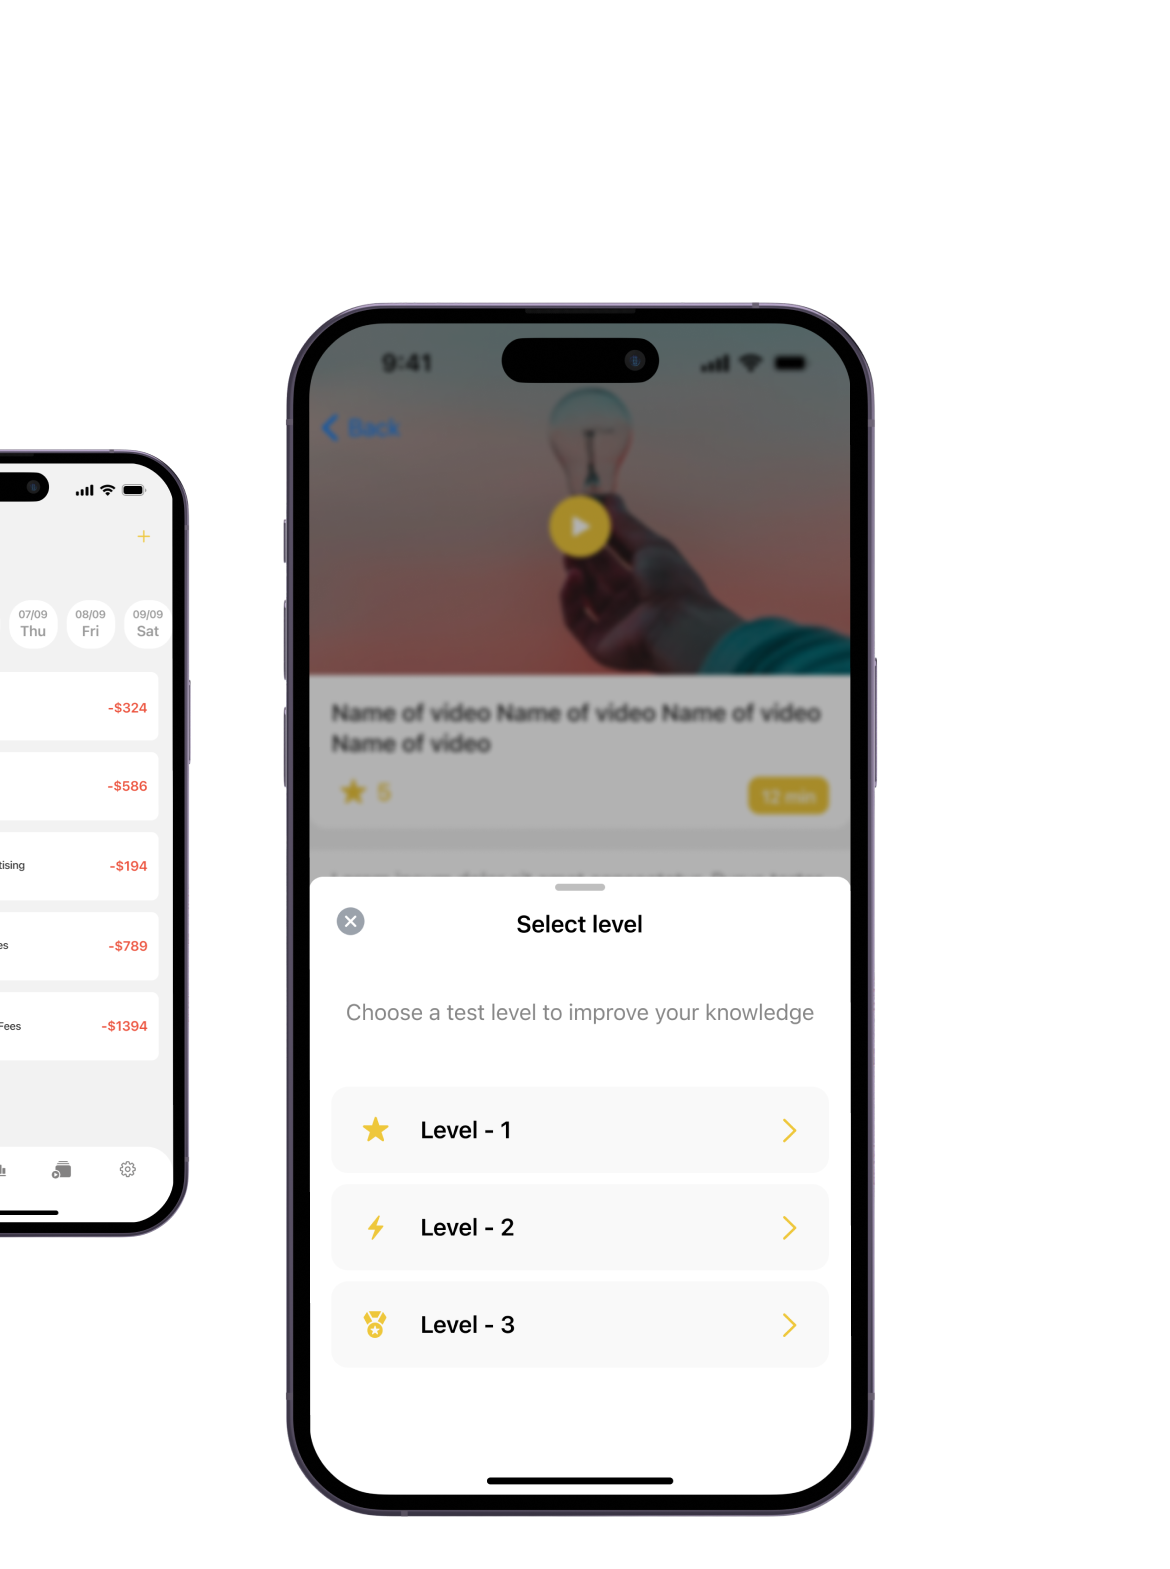 07/09
Thu
08/09
Fri
09/09
Sat
-$324
-$586
tising
-$194
es
-$789
Fees
-$1394
9:41
Back
Name of video Name of video Name of video
Name of video
5
12 min
Select level
Choose a test level to improve your knowledge
Level - 1
Level - 2
Level - 3